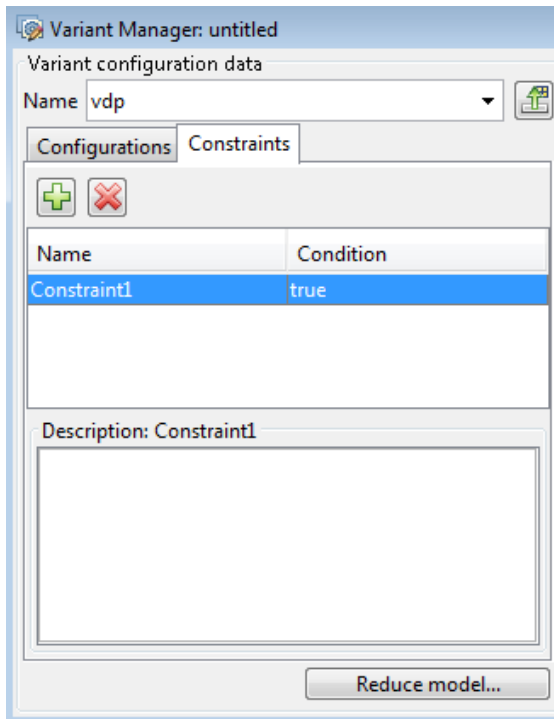 Variant Manager: untitled
Variant configuration data
Name vdp
Configurations Constraints
Name Condition
Constraint1 true
Description: Constraint1
Reduce model...